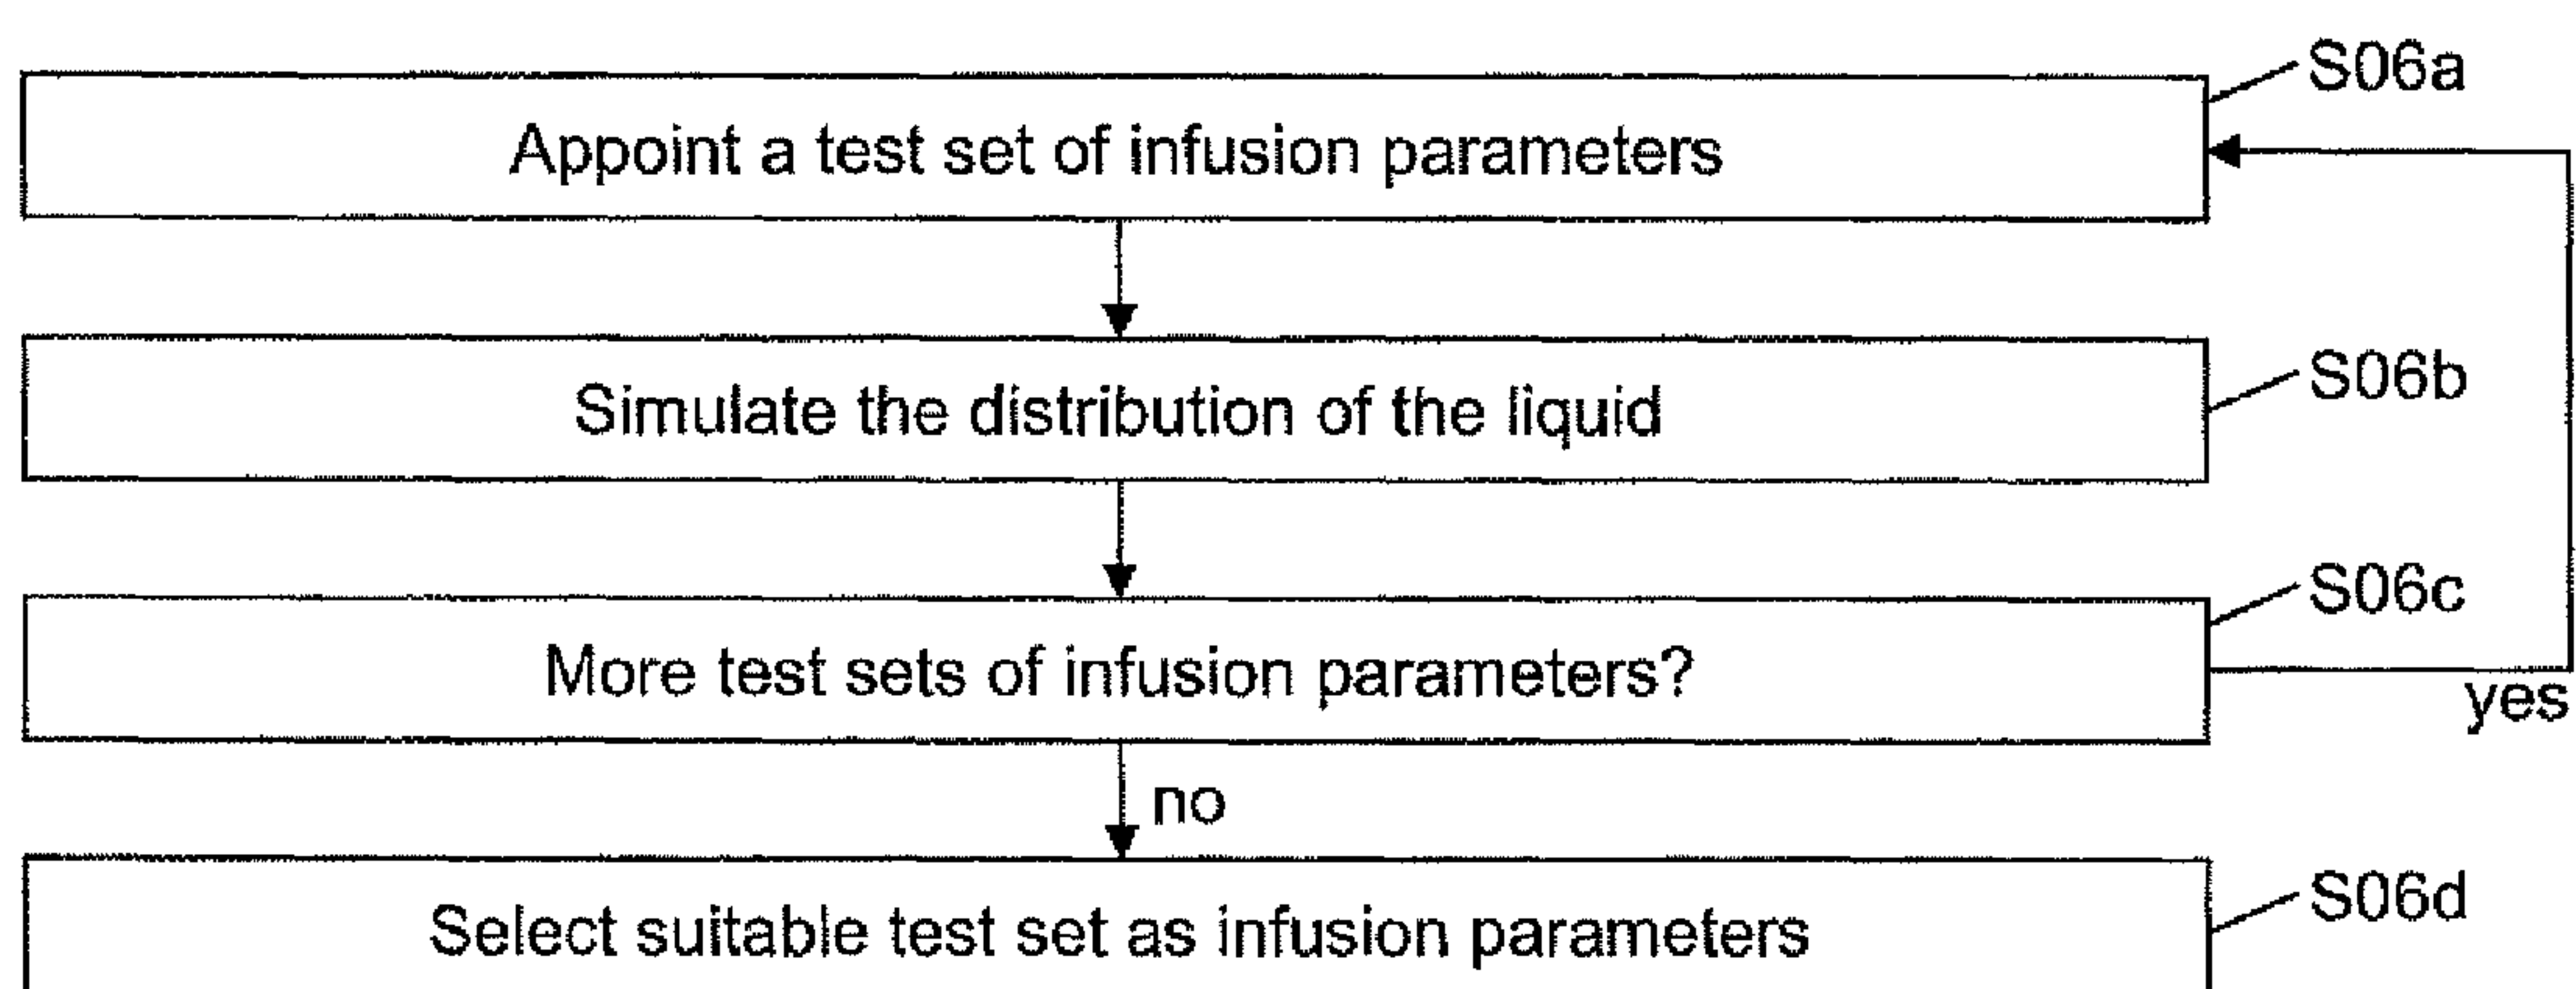 S06a
Appoint a test set of infusion parameters
S06b
Simulate the distribution of the liquid
S06c
More test sets of infusion parameters?
yes
no
S06d
Select suitable test set as infusion parameters